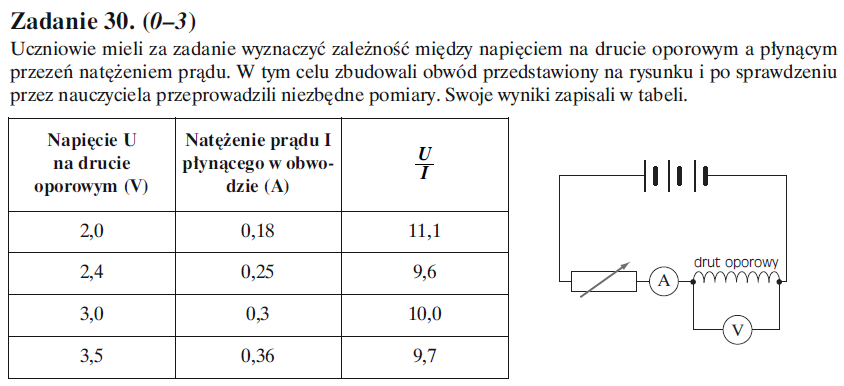 Zadanie 30. (0–3)
Uczniowie mieli za zadanie wyznaczyć zależność między napięciem na drucie oporowym a płynącym
przezeń natężeniem prądu. W tym celu zbudowali obwód przedstawiony na rysunku i po sprawdzeniu
przez nauczyciela przeprowadzili niezbędne pomiary. Swoje wyniki zapisali w tabeli.
Napięcie U
na drucie
oporowym (V)
Natężenie prądu I
płynącego w obwo-
dzie (A)
U
I
2,0 0,18 11,1
2,4 0,25 9,6
3,0 0,3 10,0
3,5 0,36 9,7
drut oporowy
A
V